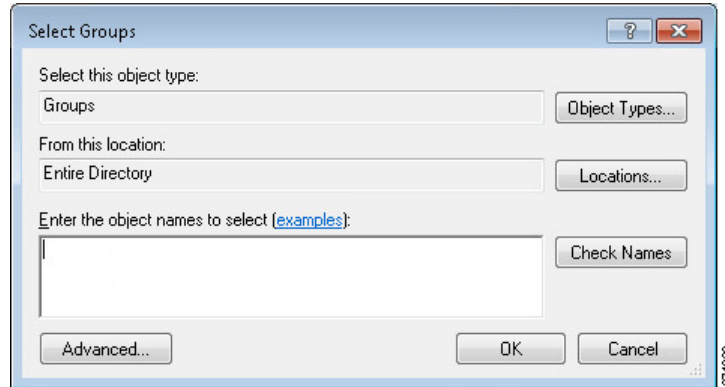 Select Groups
Select this object type:
Groups
Object Types...
From this location:
Entire Directory
Locations...
Enter the object names to select (examples):
Check Names
Advanced...
OK
Cancel